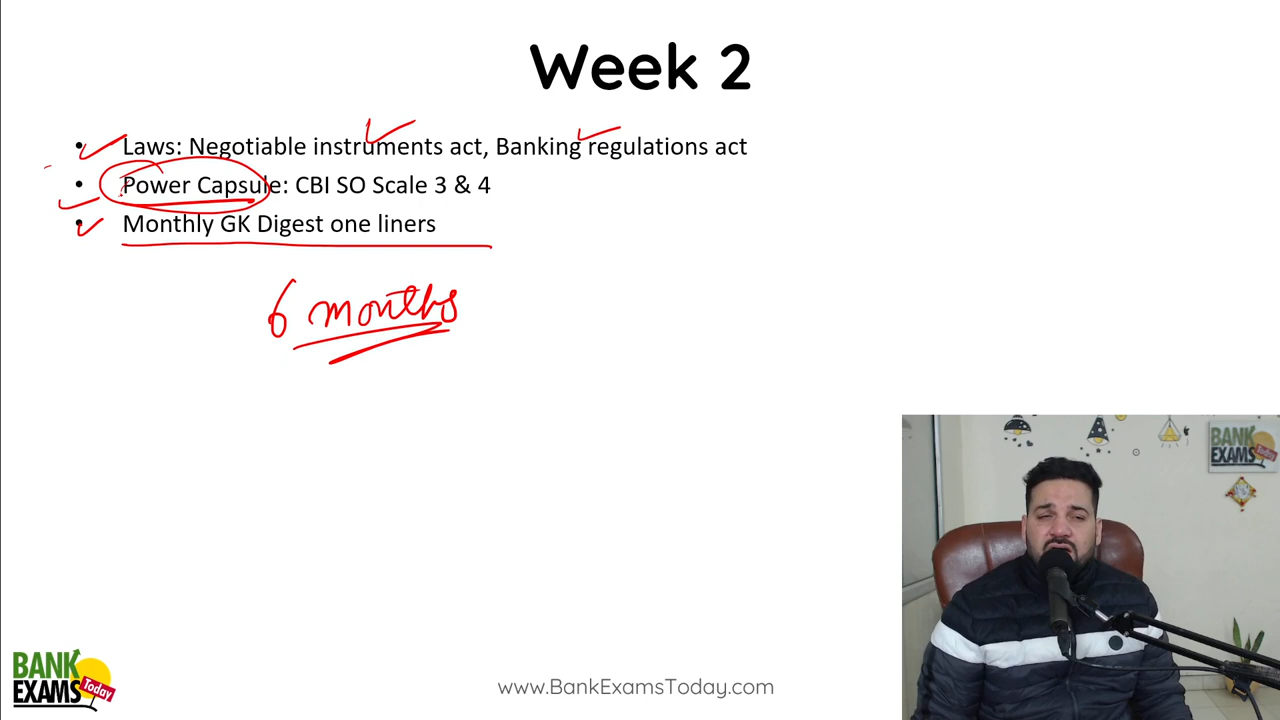 Week 2
• Laws: Negotiable instruments act, Banking regulations act
• Power Capsule: CBI SO Scale 3 & 4
• Monthly GK Digest one liners
6 months
BANK
EXAMS
Today
BANK
EXAMS
Today
www.BankExamsToday.com